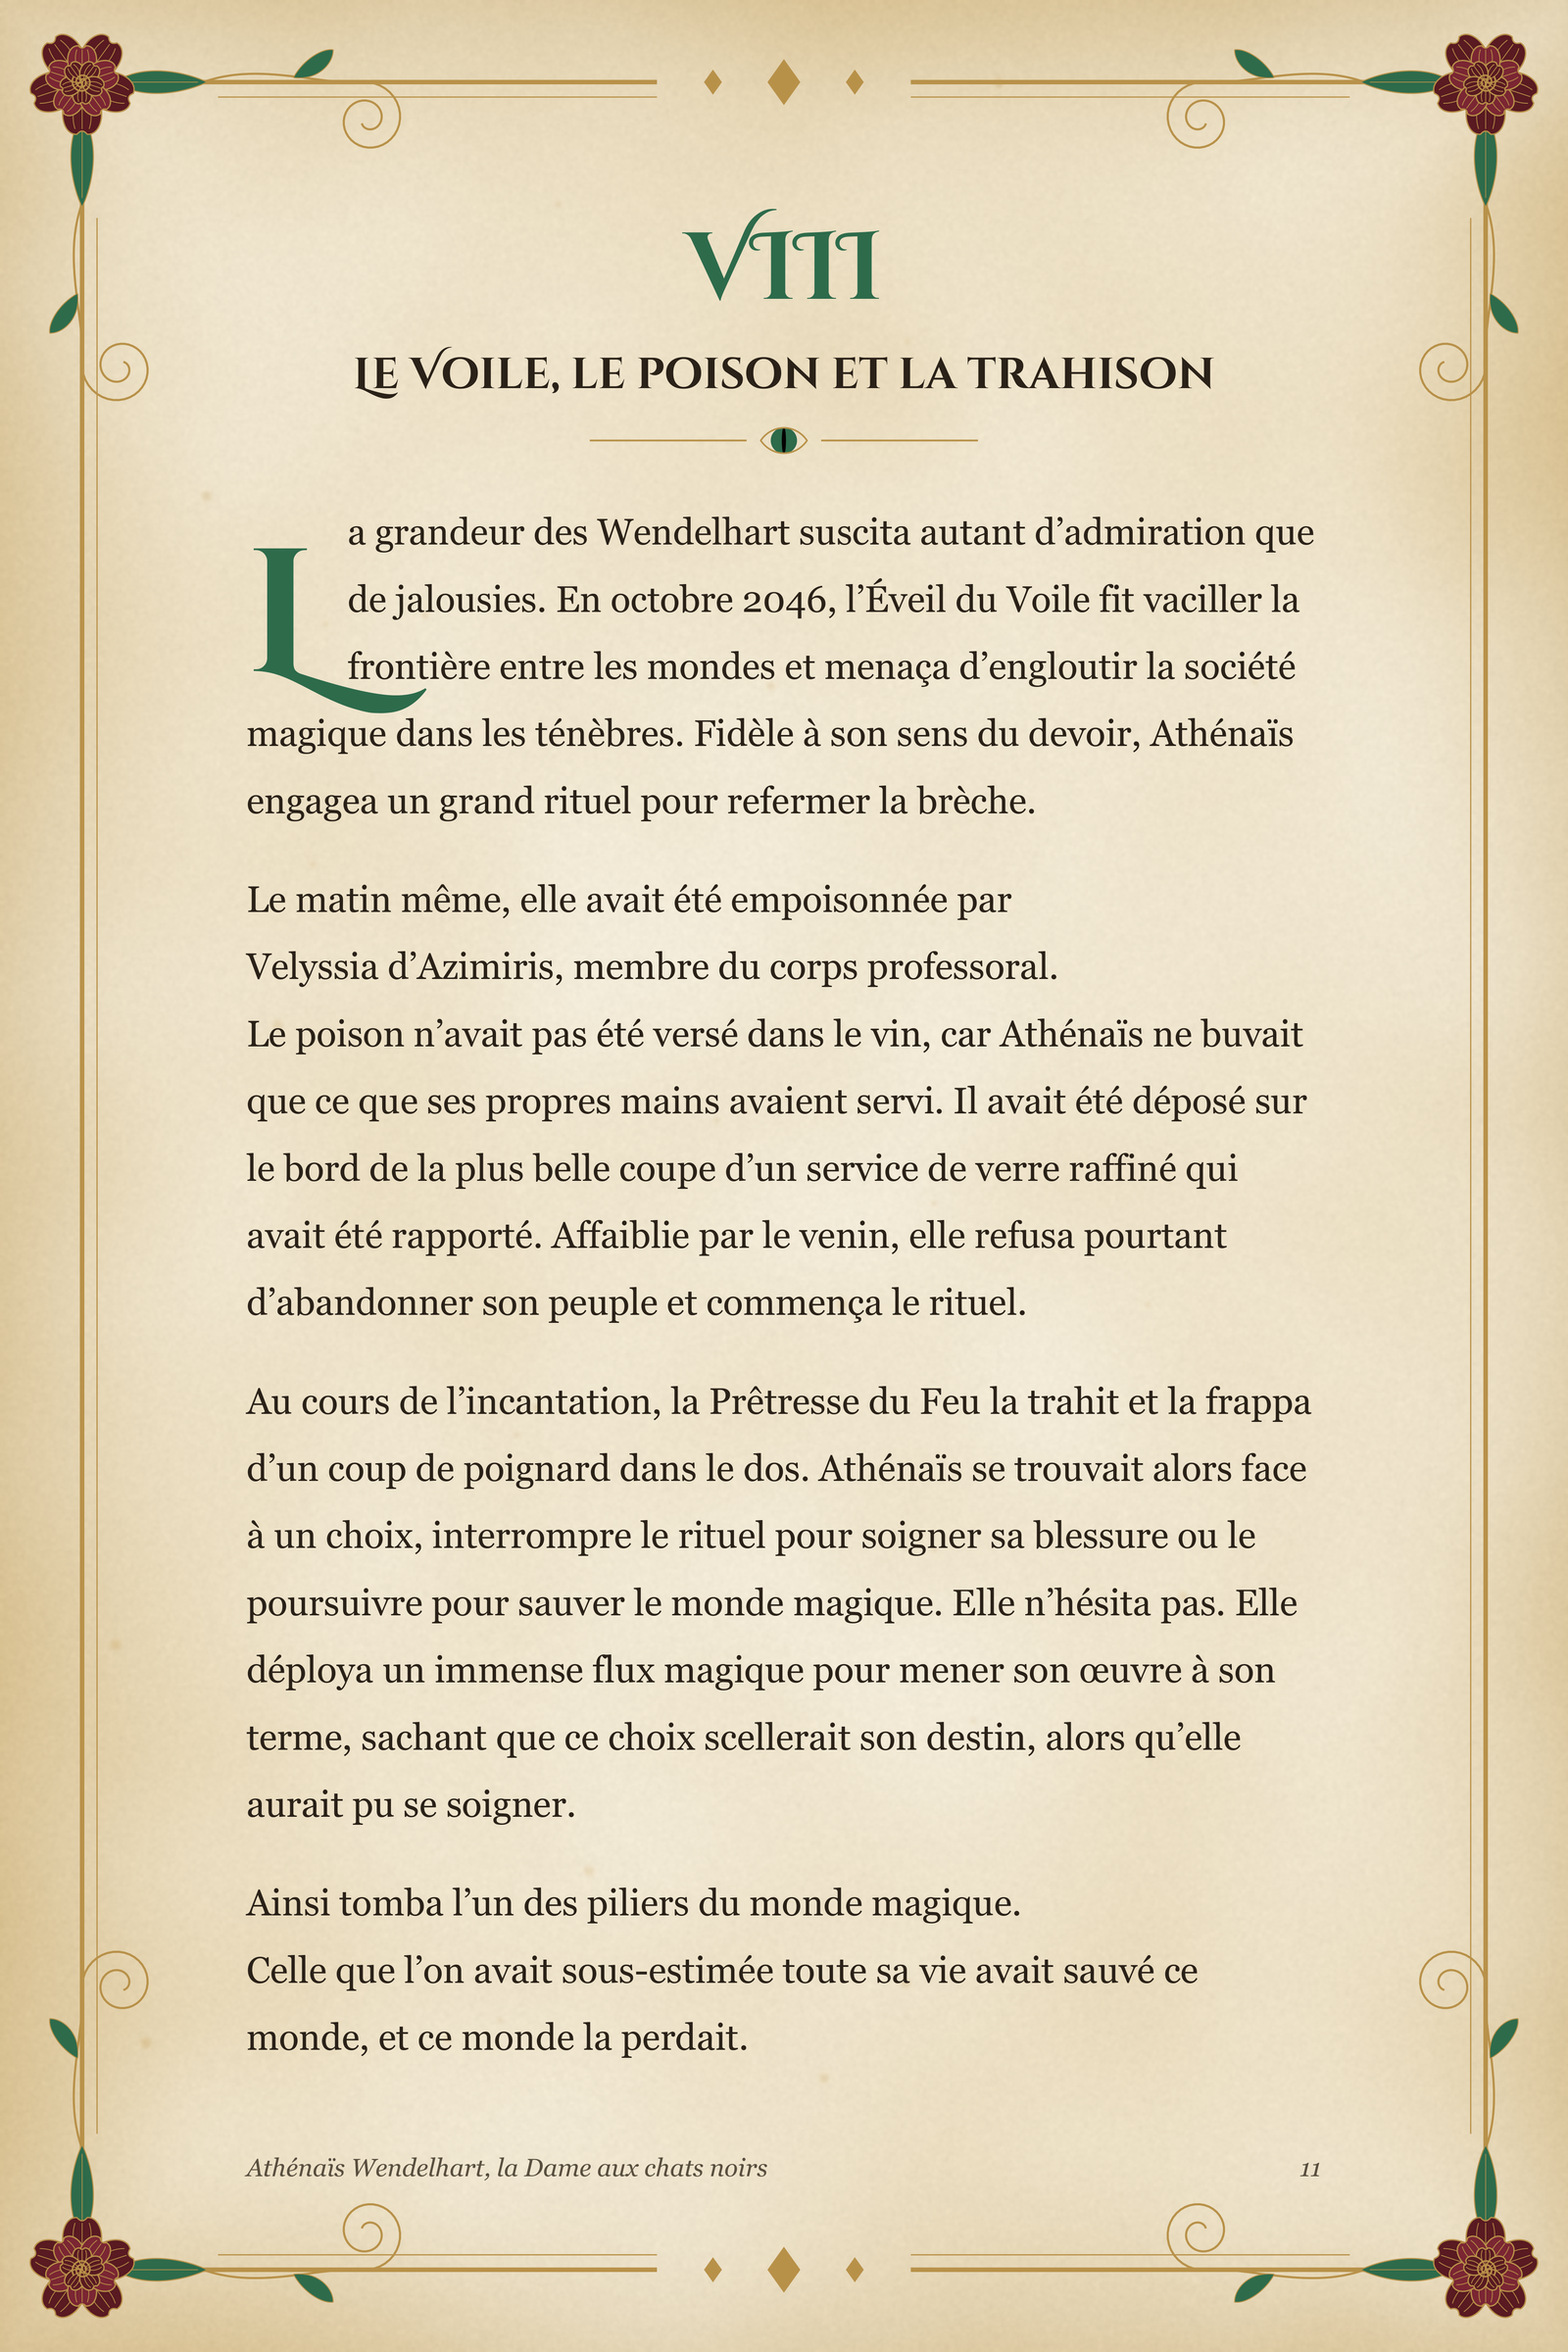 VIII
LE VOILE, LE POISON ET LA TRAHISON
La grandeur des Wendelhart suscita autant d’admiration que
de jalousies. En octobre 2046, l’Éveil du Voile fit vaciller la
frontière entre les mondes et menaça d’engloutir la société
magique dans les ténèbres. Fidèle à son sens du devoir, Athénaïs
engagea un grand rituel pour refermer la brèche.
Le matin même, elle avait été empoisonnée par
Velyssia d’Azimiris, membre du corps professoral.
Le poison n’avait pas été versé dans le vin, car Athénaïs ne buvait
que ce que ses propres mains avaient servi. Il avait été déposé sur
le bord de la plus belle coupe d’un service de verre raffiné qui
avait été rapporté. Affaiblie par le venin, elle refusa pourtant
d’abandonner son peuple et commença le rituel.
Au cours de l’incantation, la Prêtresse du Feu la trahit et la frappa
d’un coup de poignard dans le dos. Athénaïs se trouvait alors face
à un choix, interrompre le rituel pour soigner sa blessure ou le
poursuivre pour sauver le monde magique. Elle n’hésita pas. Elle
déploya un immense flux magique pour mener son œuvre à son
terme, sachant que ce choix scellerait son destin, alors qu’elle
aurait pu se soigner.
Ainsi tomba l’un des piliers du monde magique.
Celle que l’on avait sous-estimée toute sa vie avait sauvé ce
monde, et ce monde la perdait.
Athénaïs Wendelhart, la Dame aux chats noirs 11